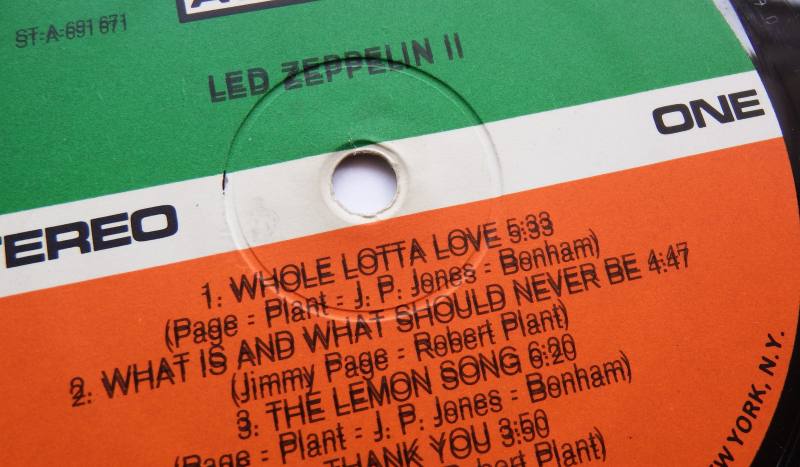 ST-A-691671
LED ZEPPELIN II
STEREO
ONE
1. WHOLE LOTTA LOVE 5:33
(Page - Plant - J. P. Jones - Bonham)
2. WHAT IS AND WHAT SHOULD NEVER BE 4:47
(Jimmy Page - Robert Plant)
3. THE LEMON SONG 6:20
(Page - Plant - J. P. Jones - Bonham)
THANK YOU 3:50
Robert Plant)
NEW YORK, N.Y.